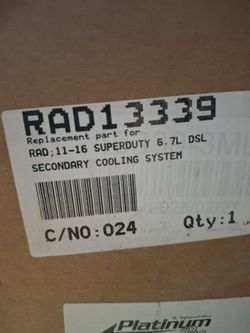 RAD13339
Replacement part for
RAD;11-16 SUPERDUTY 6.7L DSL
SECONDARY COOLING SYSTEM
C/NO:024 Qty:1
Platinum